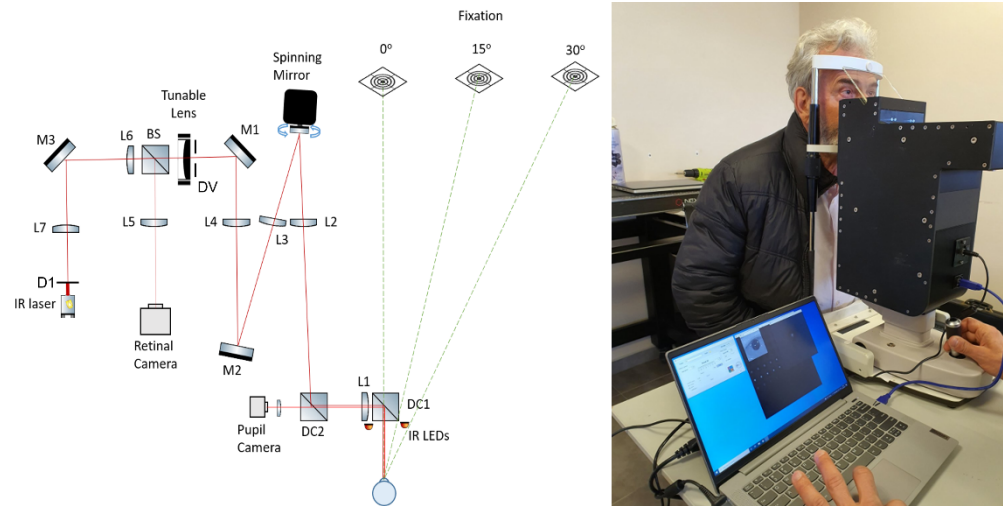 Fixation
0°
15°
30°
Spinning
Mirror
Tunable
Lens
M3
L6
BS
M1
DV
L7
L5
L4
L3
L2
D1
IR laser
Retinal
Camera
M2
L1
DC1
Pupil
Camera
DC2
IR LEDs